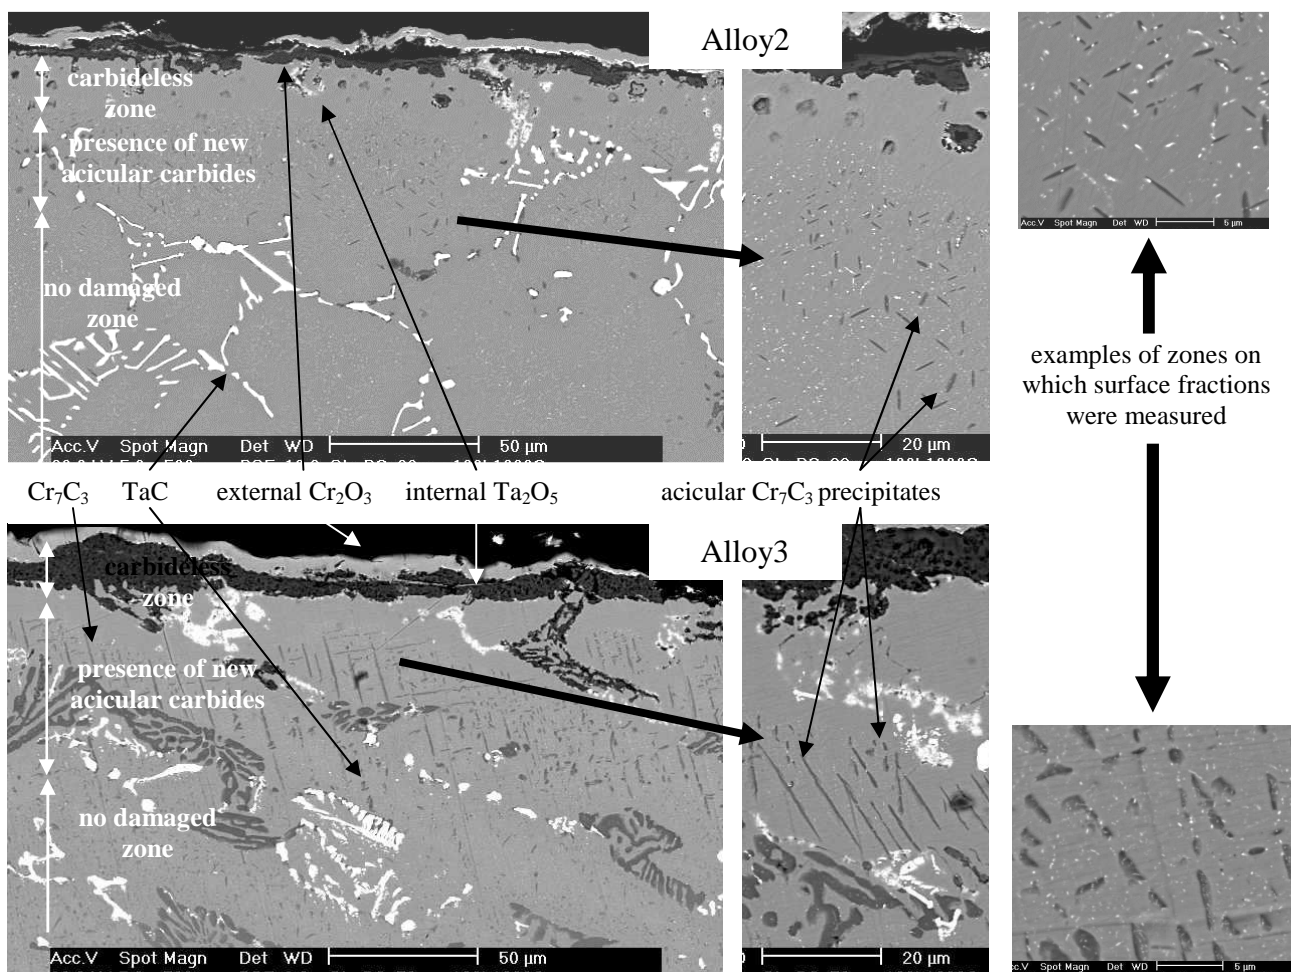 Alloy2
carbideless
zone
presence of new
acicular carbides
no damaged
zone
Acc.V Spot Magn Det WD 50 µm
20 µm
Acc.V Spot Magn Det WD 5 µm
examples of zones on
which surface fractions
were measured
Cr₇C₃ TaC external Cr₂O₃ internal Ta₂O₅ acicular Cr₇C₃ precipitates
Alloy3
carbideless
zone
presence of new
acicular carbides
no damaged
zone
Acc.V Spot Magn Det WD 50 µm
20 µm
Acc.V Spot Magn Det WD 5 µm